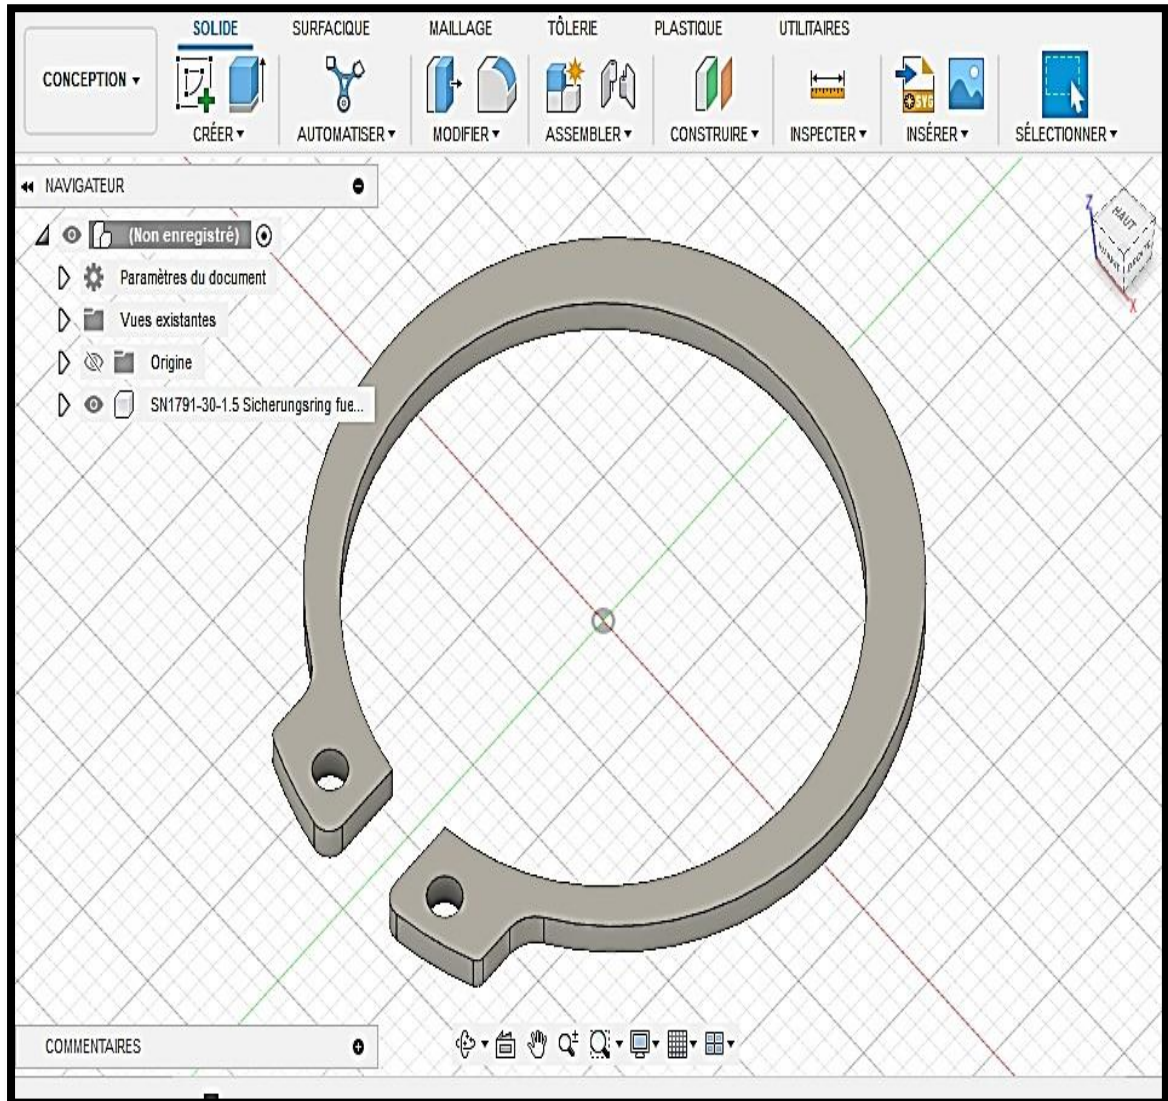 SOLIDE SURFACIQUE MAILLAGE TÔLERIE PLASTIQUE UTILITAIRES
CONCEPTION
CRÉER AUTOMATISER MODIFIER ASSEMBLER CONSTRUIRE INSPECTER INSÉRER SÉLECTIONNER
SVG
NAVIGATEUR
(Non enregistré)
Paramètres du document
Vues existantes
Origine
SN1791-30-1.5 Sicherungsring fue...
Z
HAUT
X
COMMENTAIRES